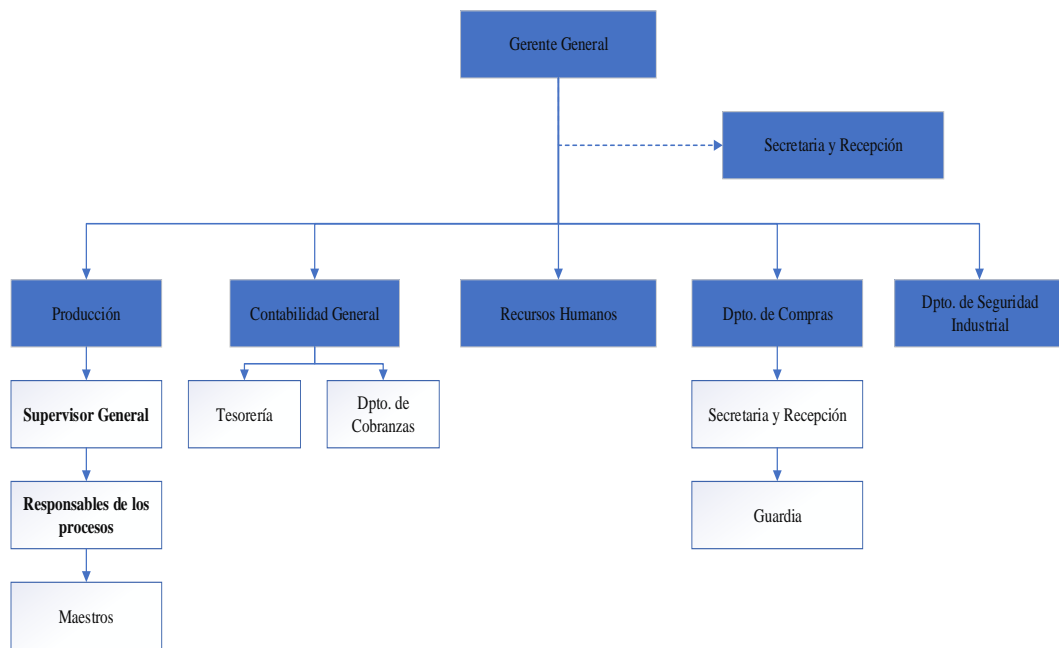 Gerente General
Secretaria y Recepción
Producción
Contabilidad General
Recursos Humanos
Dpto. de Compras
Dpto. de Seguridad
Industrial
Supervisor General
Tesorería
Dpto. de
Cobranzas
Secretaria y Recepción
Responsables de los
procesos
Guardia
Maestros